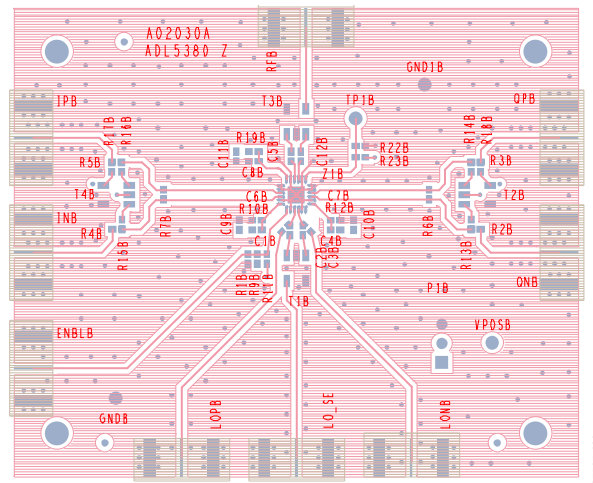 A02030A
ADL5380 Z
RFB
GND1B
IPB
R17B
R16B
T3B
TP1B
R14B
R18B
QPB
R19B
C11B
C5B
C12B
R22B
R23B
R5B
R3B
C8B
Z1B
T4B
C6B
C7B
T2B
INB
R10B
R12B
R4B
R7B
C9B
C10B
R6B
R2B
R15B
C1B
C4B
R13B
C2B
C3B
R1B
R9B
R11B
T1B
P1B
QNB
ENBLB
VPOSB
GNDB
LOPB
LO_SE
LONB